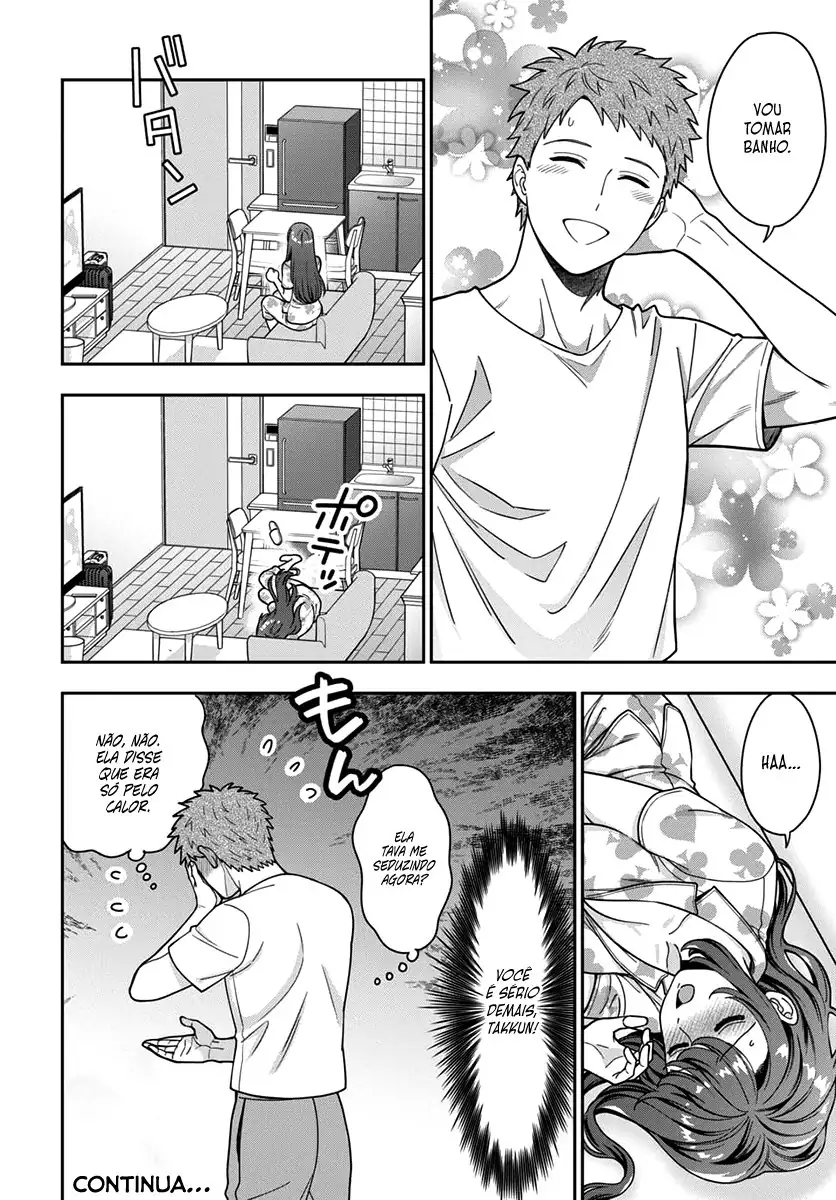 VOU
TOMAR
BANHO.
バタン
ポテッ
HAA...
VOCÊ
É SÉRIO
DEMAIS,
TAKKUN!
もん
ELA
TAVA ME
SEDUZINDO
AGORA?
NÃO, NÃO.
ELA DISSE
QUE ERA
SÓ PELO
CALOR.
CONTINUA...